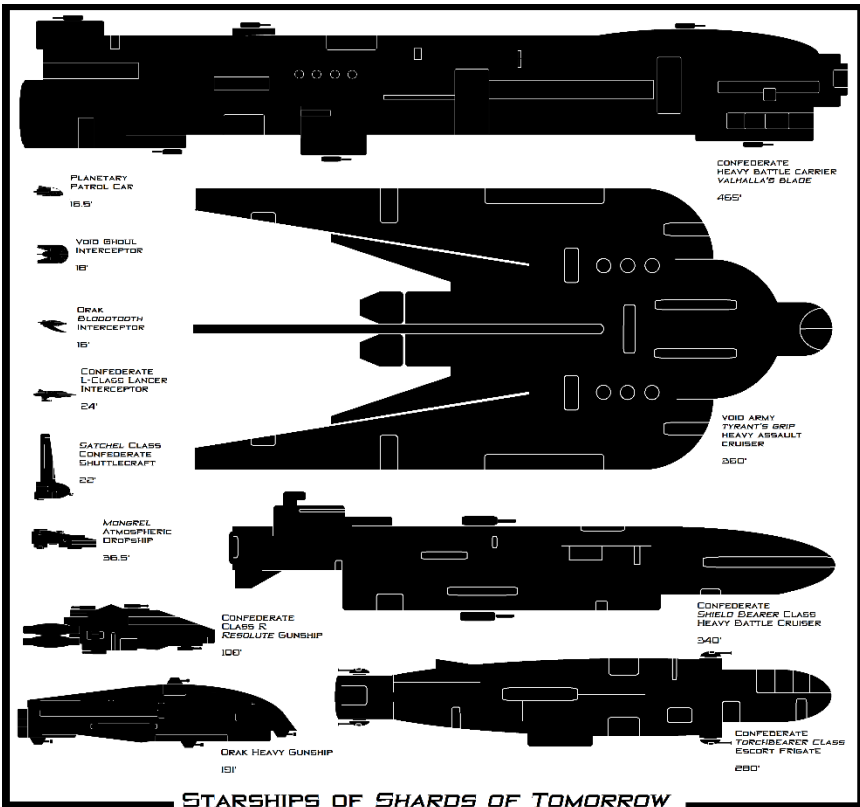 CONFEDERATE
HEAVY BATTLE CARRIER
VALHALLA'S BLADE
465'
PLANETARY
PATROL CAR
16.5'
VOID GHOUL
INTERCEPTOR
18'
ORAK
BLOODTOOTH
INTERCEPTOR
16'
CONFEDERATE
L-CLASS LANCER
INTERCEPTOR
24'
SATCHEL CLASS
CONFEDERATE
SHUTTLECRAFT
22'
MONGREL
ATMOSPHERIC
DROPSHIP
36.5'
VOID ARMY
TYRANT'S GRIP
HEAVY ASSAULT
CRUISER
360'
CONFEDERATE
CLASS R
RESOLUTE GUNSHIP
108'
CONFEDERATE
SHIELD BEARER CLASS
HEAVY BATTLE CRUISER
340'
ORAK HEAVY GUNSHIP
191'
CONFEDERATE
TORCHBEARER CLASS
ESCORT FRIGATE
280'
STARSHIPS OF SHARDS OF TOMORROW